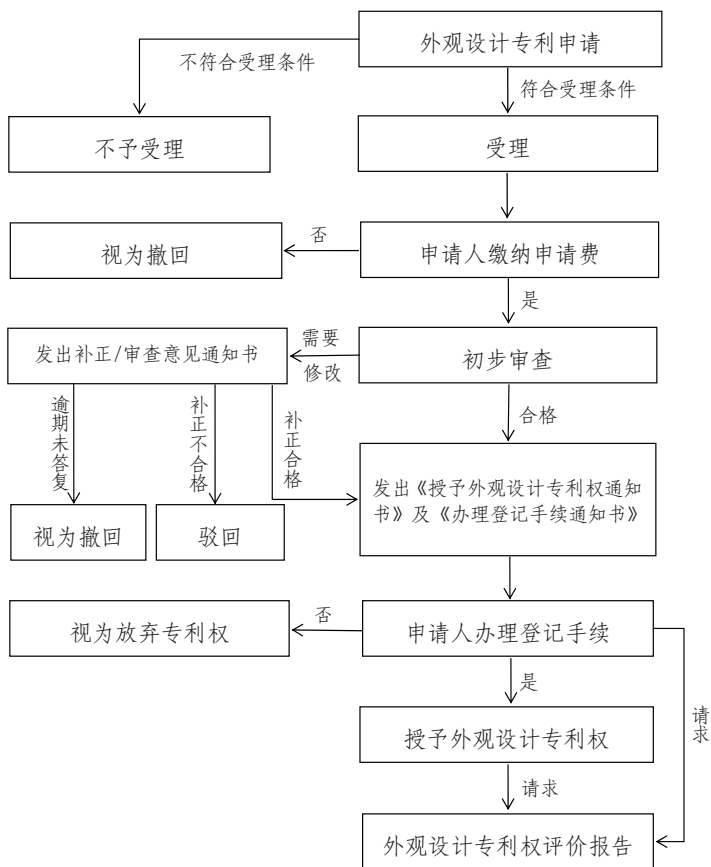 外观设计专利申请
不符合受理条件
符合受理条件
不予受理
受理
视为撤回
否
申请人缴纳申请费
是
发出补正/审查意见通知书
需要
修改
初步审查
逾期未答复
补正不合格
补正合格
合格
发出《授予外观设计专利权通知
书》及《办理登记手续通知书》
视为撤回
驳回
视为放弃专利权
否
申请人办理登记手续
是
请求
授予外观设计专利权
请求
外观设计专利权评价报告